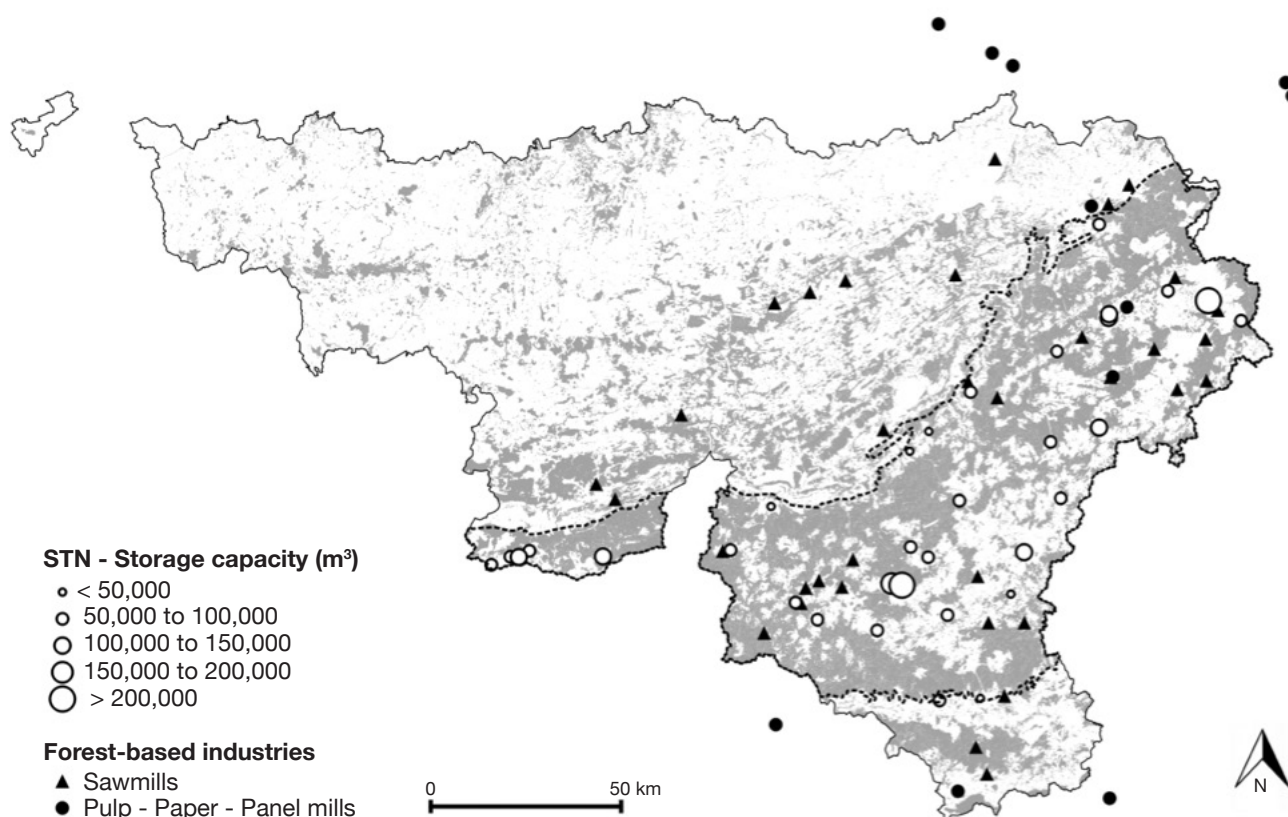 STN - Storage capacity (m³)
< 50,000
50,000 to 100,000
100,000 to 150,000
150,000 to 200,000
> 200,000
Forest-based industries
Sawmills
Pulp - Paper - Panel mills
0 50 km
N